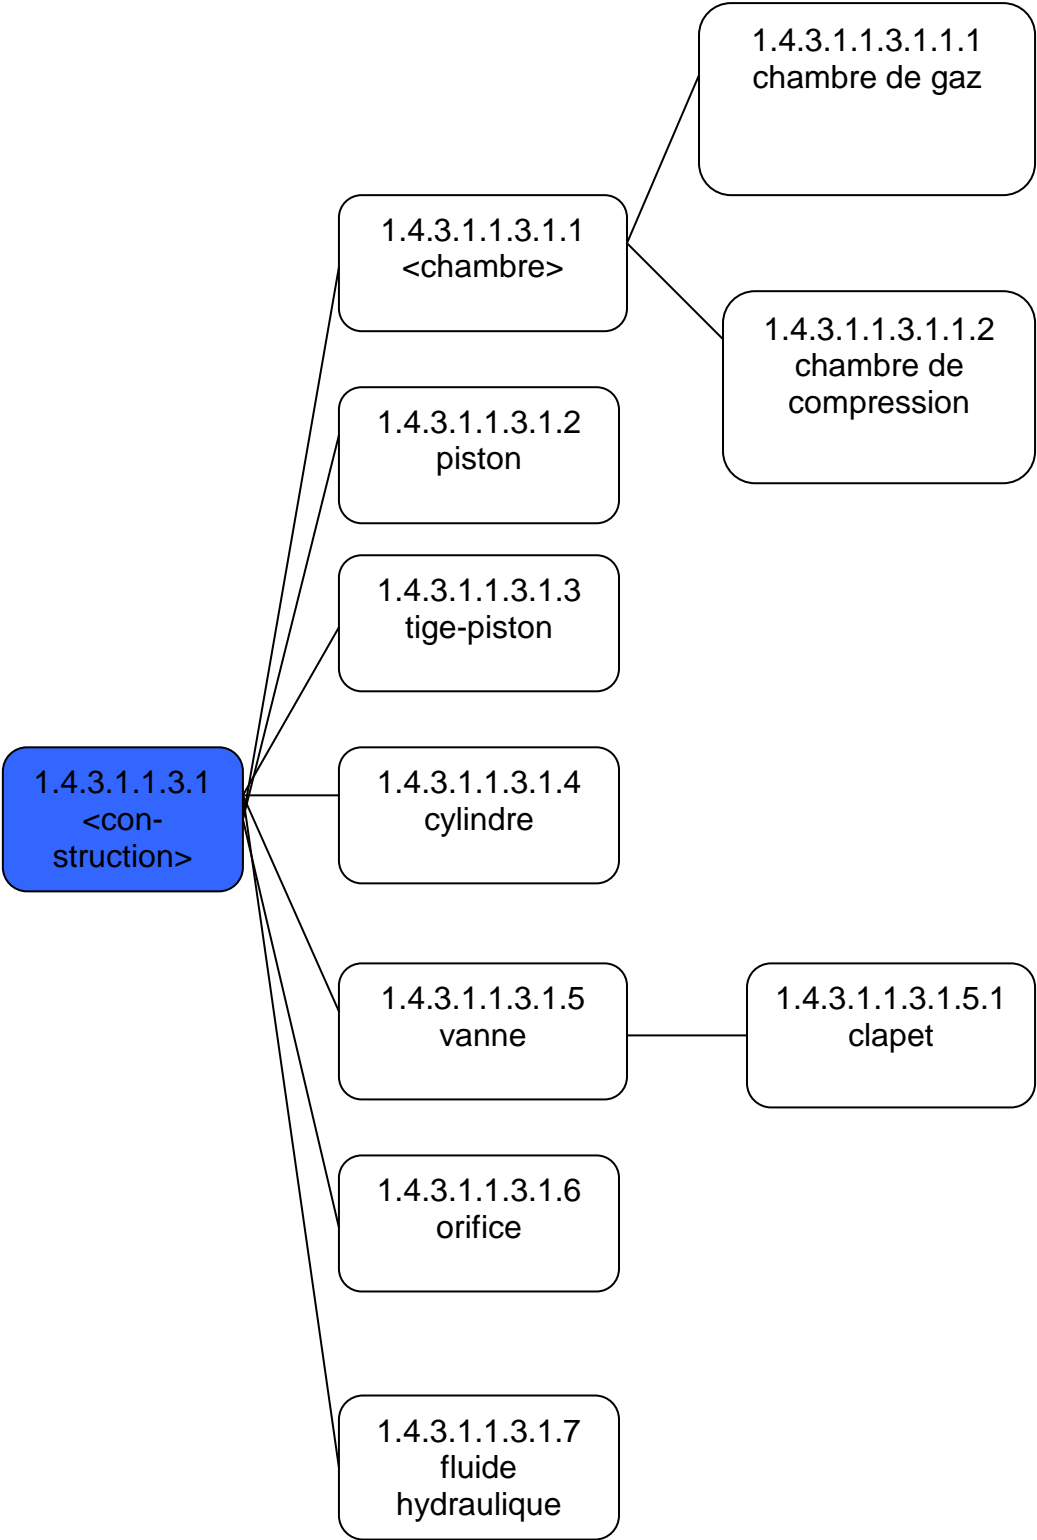 1.4.3.1.1.3.1.1.1
chambre de gaz
1.4.3.1.1.3.1.1
<chambre>
1.4.3.1.1.3.1.1.2
chambre de
compression
1.4.3.1.1.3.1.2
piston
1.4.3.1.1.3.1.3
tige-piston
1.4.3.1.1.3.1
<con-
struction>
1.4.3.1.1.3.1.4
cylindre
1.4.3.1.1.3.1.5
vanne
1.4.3.1.1.3.1.5.1
clapet
1.4.3.1.1.3.1.6
orifice
1.4.3.1.1.3.1.7
fluide
hydraulique